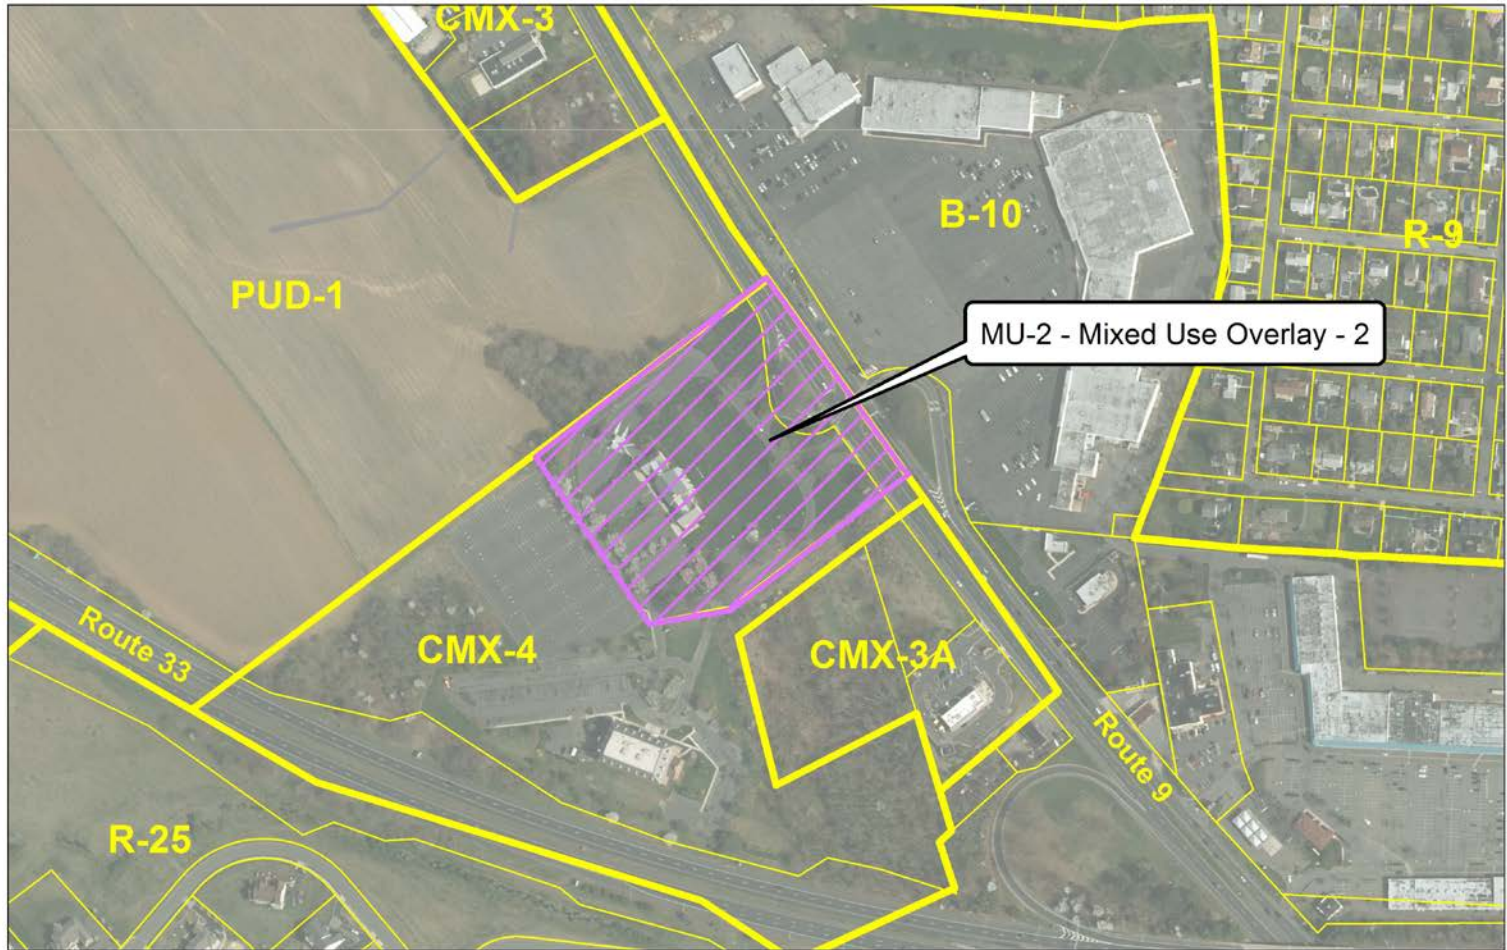 CMX-3
B-10
R-9
PUD-1
MU-2 - Mixed Use Overlay - 2
Route 33
CMX-4
CMX-3A
Route 9
R-25